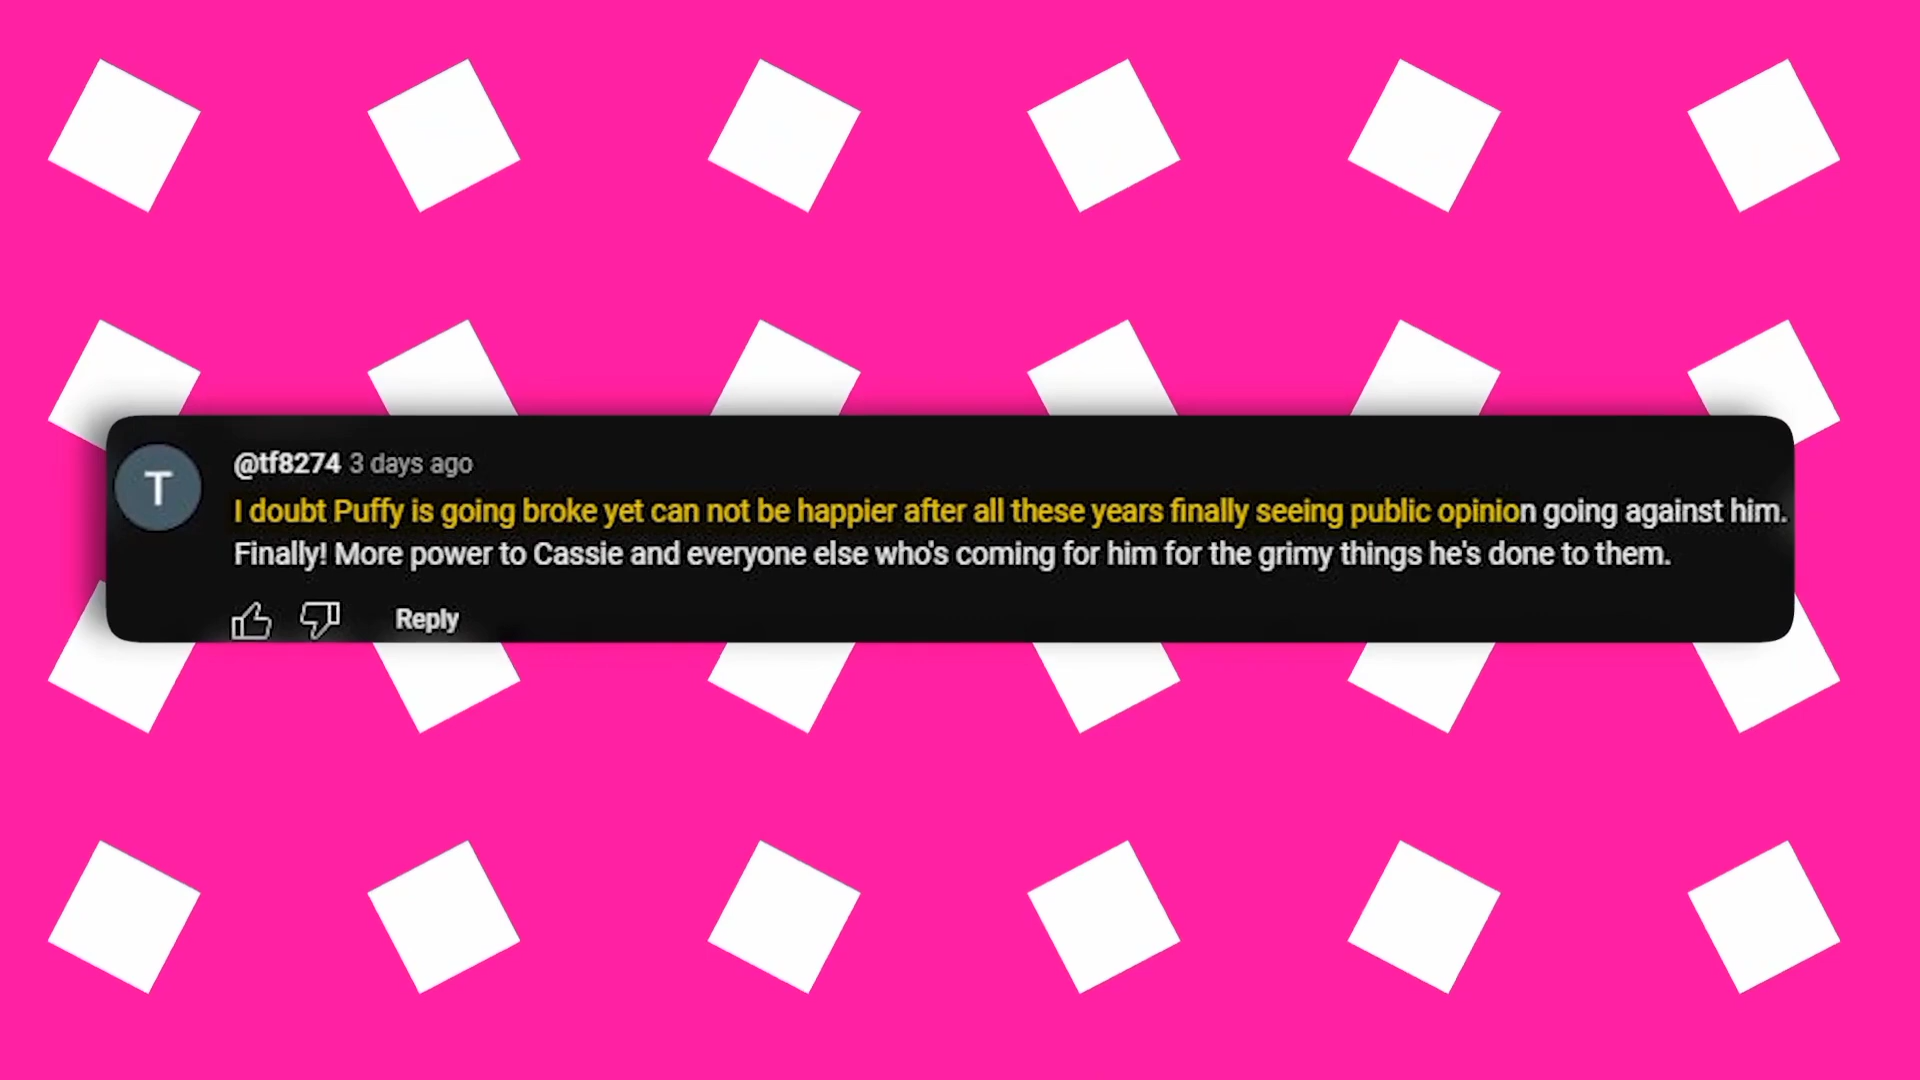 T
@tf8274 3 days ago
I doubt Puffy is going broke yet can not be happier after all these years finally seeing public opinion going against him.
Finally! More power to Cassie and everyone else who's coming for him for the grimy things he's done to them.
Reply